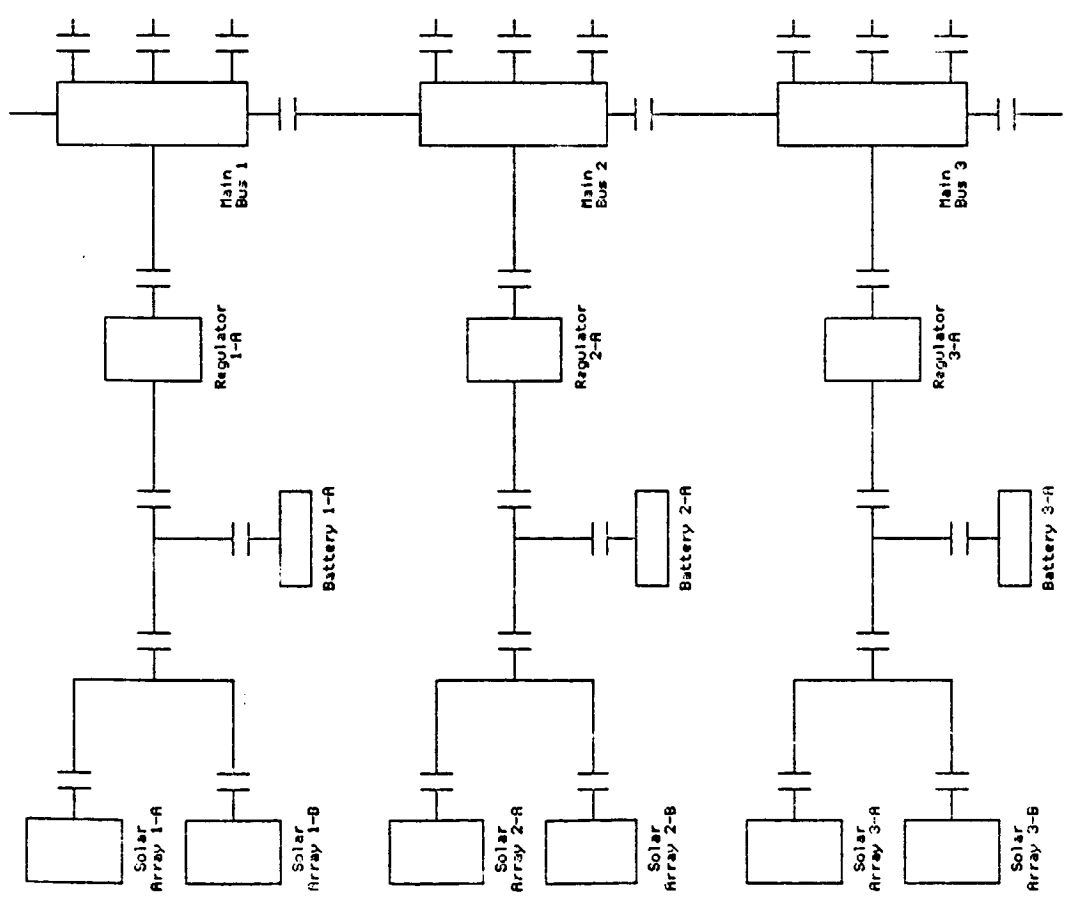 Main
Bus 1
Main
Bus 2
Main
Bus 3
Regulator
1-A
Regulator
2-A
Regulator
3-A
Battery 1-A
Battery 2-A
Battery 3-A
Solar
Array 1-A
Solar
Array 1-B
Solar
Array 2-A
Solar
Array 2-B
Solar
Array 3-A
Solar
Array 3-B